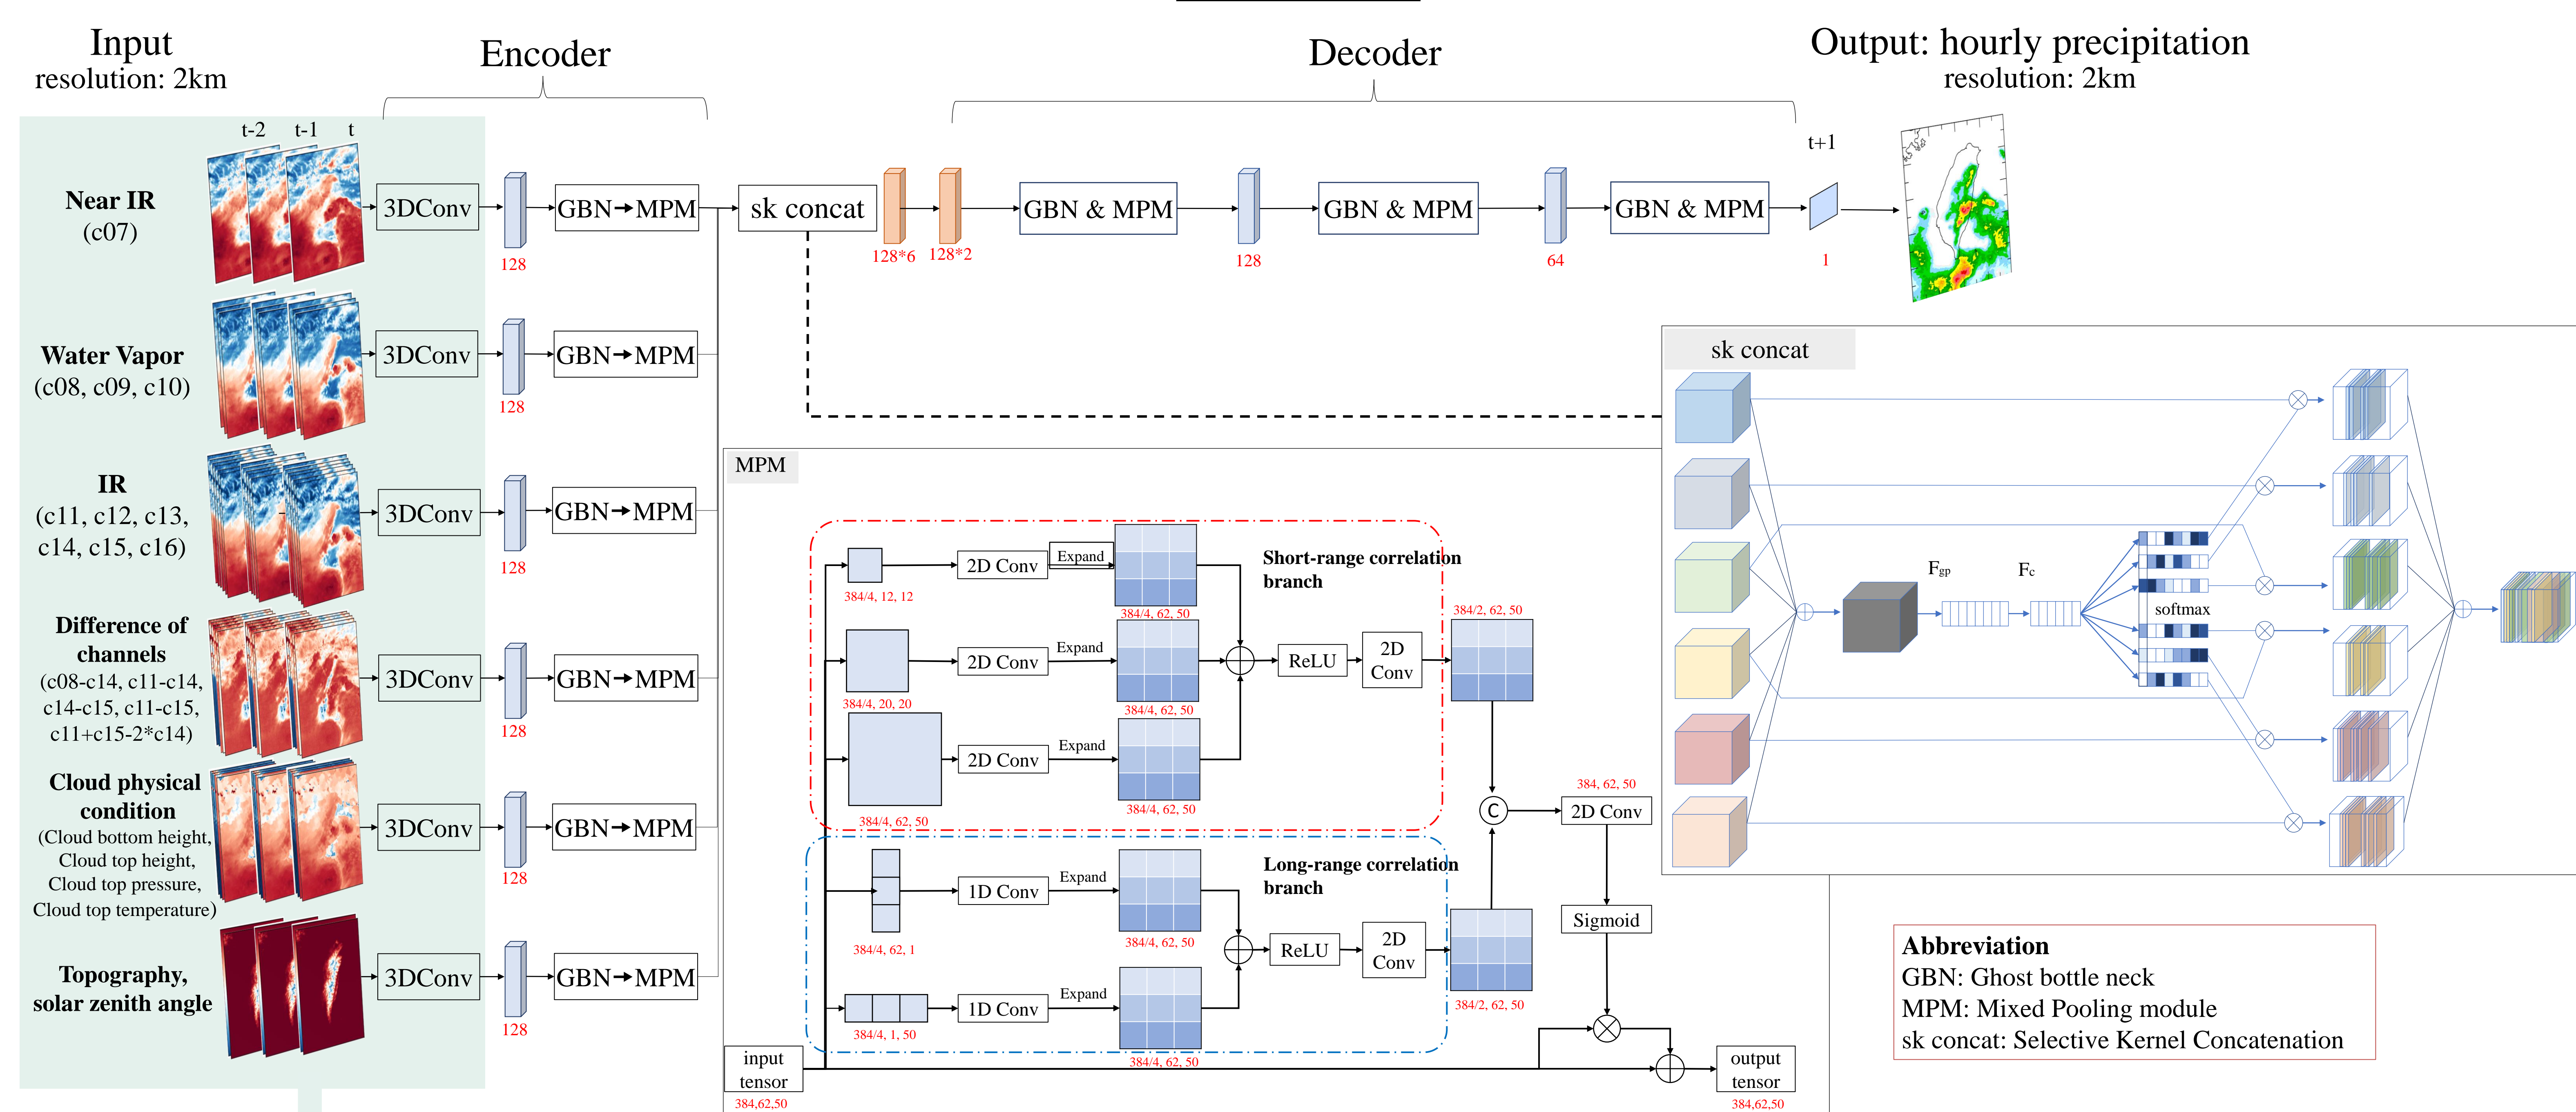 Input
resolution: 2km
Encoder
Decoder
Output: hourly precipitation
resolution: 2km
t-2 t-1 t
Near IR
(c07)
3DConv
128
GBN→MPM
sk concat
128*6
128*2
GBN & MPM
128
GBN & MPM
64
GBN & MPM
t+1
1
Water Vapor
(c08, c09, c10)
3DConv
128
GBN→MPM
IR
(c11, c12, c13,
c14, c15, c16)
3DConv
128
GBN→MPM
Difference of
channels
(c08-c14, c11-c14,
c14-c15, c11-c15,
c11+c15-2*c14)
3DConv
128
GBN→MPM
Cloud physical
condition
(Cloud bottom height,
Cloud top height,
Cloud top pressure,
Cloud top temperature)
3DConv
128
GBN→MPM
Topography,
solar zenith angle
3DConv
128
GBN→MPM
MPM
384/4, 12, 12
2D Conv
Expand
384/4, 62, 50
Short-range correlation
branch
384/4, 20, 20
2D Conv
Expand
384/4, 62, 50
ReLU
2D
Conv
384/2, 62, 50
384/4, 62, 50
2D Conv
Expand
384/4, 62, 50
C
384, 62, 50
2D Conv
Sigmoid
384/4, 62, 1
1D Conv
Expand
384/4, 62, 50
Long-range correlation
branch
ReLU
2D
Conv
384/2, 62, 50
384/4, 1, 50
1D Conv
Expand
384/4, 62, 50
input
tensor
384,62,50
output
tensor
384,62,50
sk concat
Fgp
Fc
softmax
Abbreviation
GBN: Ghost bottle neck
MPM: Mixed Pooling module
sk concat: Selective Kernel Concatenation